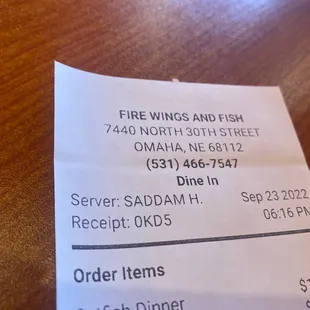 FIRE WINGS AND FISH
7440 NORTH 30TH STREET
OMAHA, NE 68112
(531) 466-7547
Dine In
Server: SADDAM H. Sep 23 2022
Receipt: 0KD5 06:16 PM
Order Items
Dinner